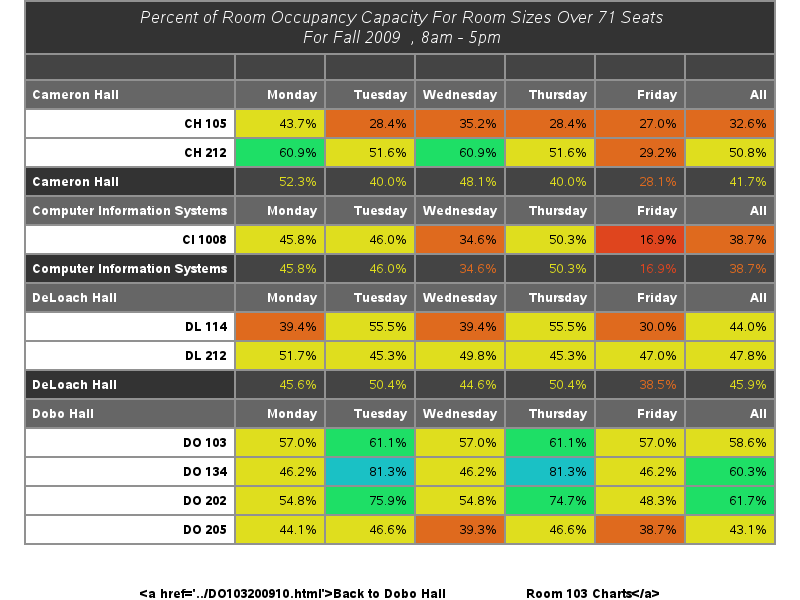 Percent of Room Occupancy Capacity For Room Sizes Over 71 Seats
For Fall 2009 , 8am - 5pm
Cameron Hall Monday Tuesday Wednesday Thursday Friday All
CH 105 43.7% 28.4% 35.2% 28.4% 27.0% 32.6%
CH 212 60.9% 51.6% 60.9% 51.6% 29.2% 50.8%
Cameron Hall 52.3% 40.0% 48.1% 40.0% 28.1% 41.7%
Computer Information Systems Monday Tuesday Wednesday Thursday Friday All
CI 1008 45.8% 46.0% 34.6% 50.3% 16.9% 38.7%
Computer Information Systems 45.8% 46.0% 34.6% 50.3% 16.9% 38.7%
DeLoach Hall Monday Tuesday Wednesday Thursday Friday All
DL 114 39.4% 55.5% 39.4% 55.5% 30.0% 44.0%
DL 212 51.7% 45.3% 49.8% 45.3% 47.0% 47.8%
DeLoach Hall 45.6% 50.4% 44.6% 50.4% 38.5% 45.9%
Dobo Hall Monday Tuesday Wednesday Thursday Friday All
DO 103 57.0% 61.1% 57.0% 61.1% 57.0% 58.6%
DO 134 46.2% 81.3% 46.2% 81.3% 46.2% 60.3%
DO 202 54.8% 75.9% 54.8% 74.7% 48.3% 61.7%
DO 205 44.1% 46.6% 39.3% 46.6% 38.7% 43.1%
<a href='../DO103200910.html'>Back to Dobo Hall Room 103 Charts</a>